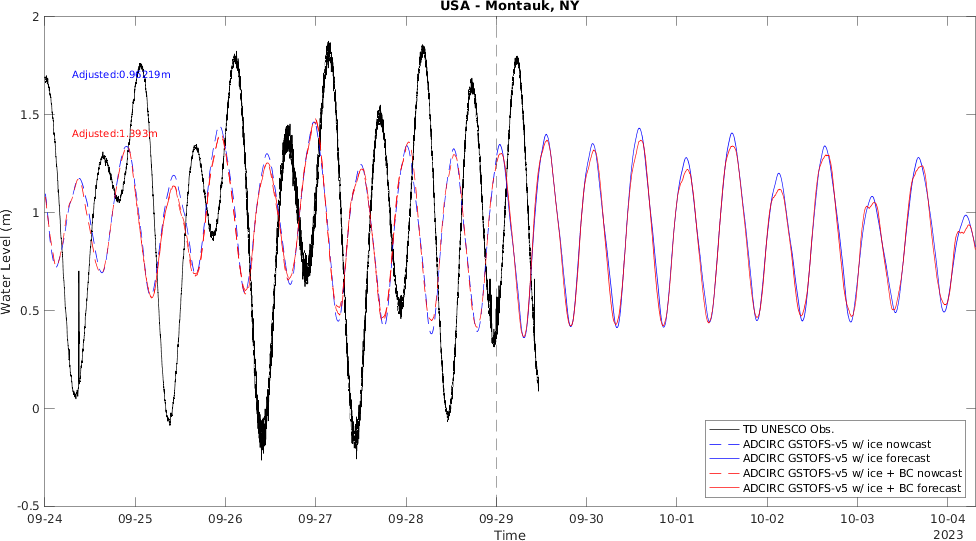 USA - Montauk, NY
2
1.5
1
0.5
0
-0.5
Water Level (m)
Adjusted:0.96219m
Adjusted:1.393m
TD UNESCO Obs.
ADCIRC GSTOFS-v5 w/ ice nowcast
ADCIRC GSTOFS-v5 w/ ice forecast
ADCIRC GSTOFS-v5 w/ ice + BC nowcast
ADCIRC GSTOFS-v5 w/ ice + BC forecast
09-24 09-25 09-26 09-27 09-28 09-29 09-30 10-01 10-02 10-03 10-04
Time
2023